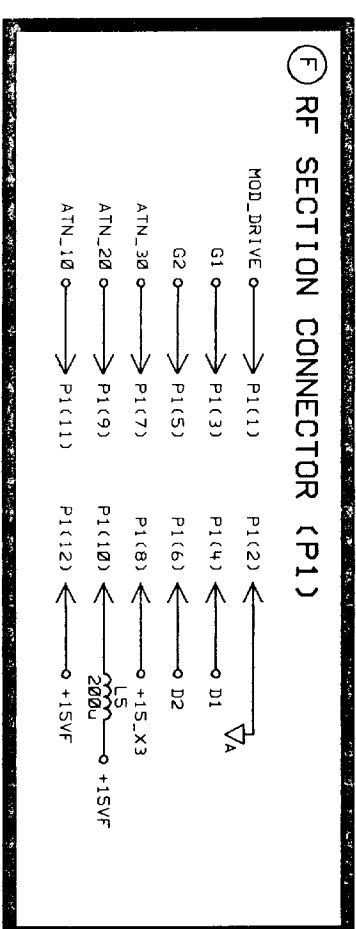 F RF SECTION CONNECTOR (P1)
MOD_DRIVE P1(1) P1(2) A
G1 P1(3) P1(4) D1
G2 P1(5) P1(6) D2
ATN_30 P1(7) P1(8) +15_X3
ATN_20 P1(9) P1(10) L5 200u +15VF
ATN_10 P1(11) P1(12) +15VF